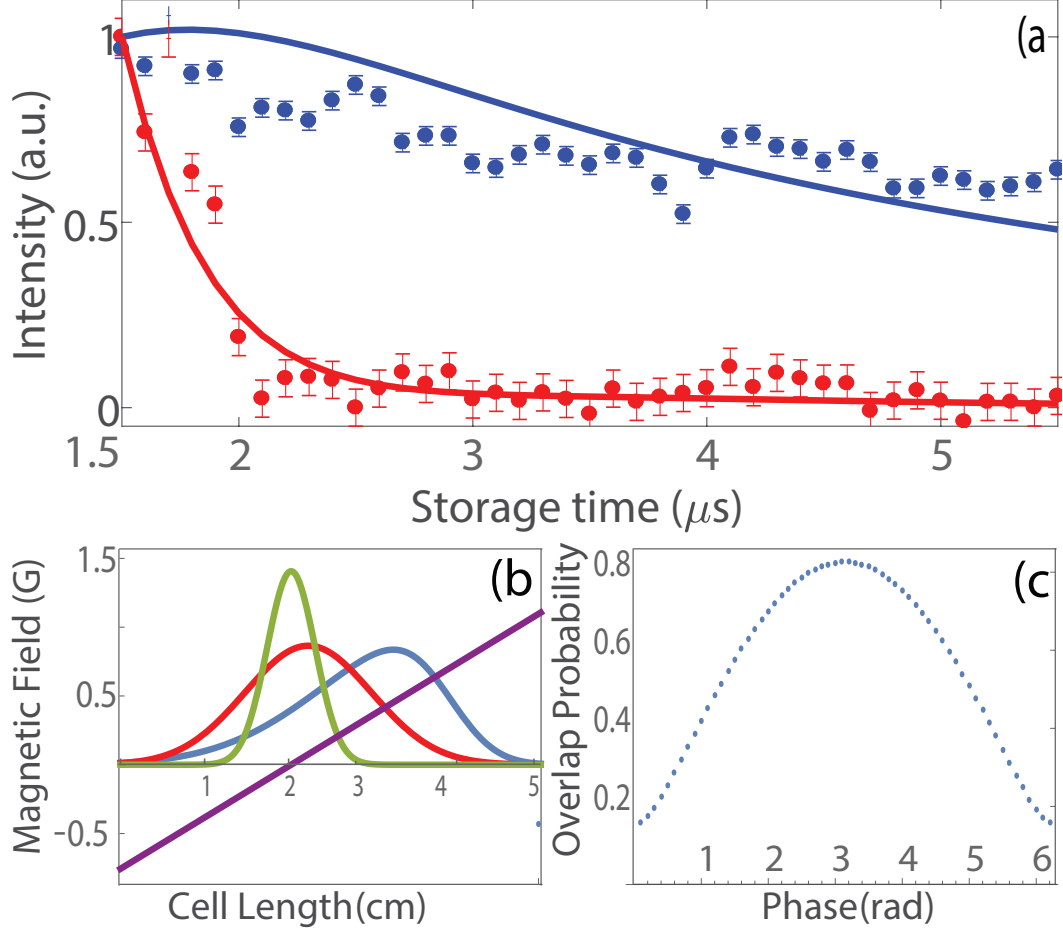 (a
Intensity (a.u.)
1
0.5
0
1.5 2 3 4 5
Storage time (μs)
(b)
Magnetic Field (G)
1.5
0.5
−0.5
1 2 3 4 5
Cell Length(cm)
(c)
Overlap Probability
0.8
0.6
0.4
0.2
1 2 3 4 5 6
Phase(rad)